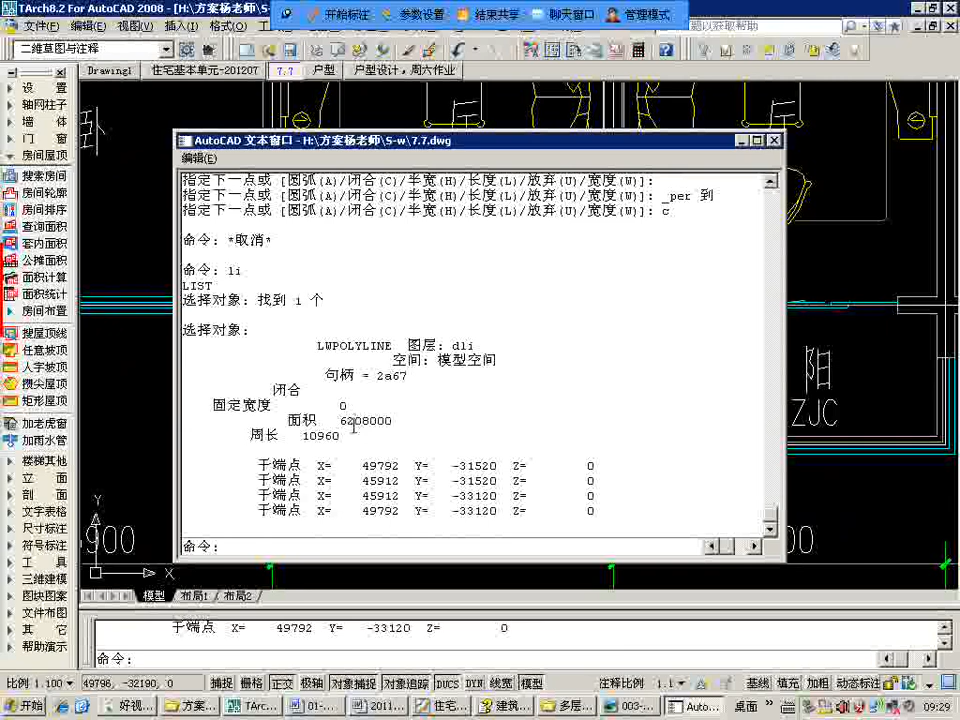 TArch8.2 For AutoCAD 2008 - [H:\方案杨老师\S-
开始标注 参数设置 结束共享 聊天窗口 管理模式
文件(F) 编辑(E) 视图(V) 插入(I) 格式(O)
二维草图与注释
Drawing1 住宅基本单元-201207 7.7 户型 户型设计，周六作业
设 置
轴网柱子
墙 体
门 窗
房间屋顶
搜索房间
房间轮廓
房间排序
查询面积
套内面积
公摊面积
面积计算
面积统计
房间布置
搜屋顶线
任意坡顶
人字坡顶
攒尖屋顶
矩形屋顶
加老虎窗
加雨水管
楼梯其他
立 面
剖 面
文字表格
尺寸标注
符号标注
工 具
三维建模
图块图案
文件布图
其 它
帮助演示
卧
AutoCAD 文本窗口 - H:\方案杨老师\S-w\7.7.dwg
编辑(E)
指定下一点或 [圆弧(A)/闭合(C)/半宽(H)/长度(L)/放弃(U)/宽度(W)]:
指定下一点或 [圆弧(A)/闭合(C)/半宽(H)/长度(L)/放弃(U)/宽度(W)]: _per 到
指定下一点或 [圆弧(A)/闭合(C)/半宽(H)/长度(L)/放弃(U)/宽度(W)]: c
命令: *取消*
命令: li
LIST
选择对象: 找到 1 个
选择对象:
LWPOLYLINE 图层: dli
空间: 模型空间
句柄 = 2a67
闭合
固定宽度 0
面积 6208000
周长 10960
于端点 X= 49792 Y= -31520 Z= 0
于端点 X= 45912 Y= -31520 Z= 0
于端点 X= 45912 Y= -33120 Z= 0
于端点 X= 49792 Y= -33120 Z= 0
命令:
阳
ZJC
Y
X
900
00
模型 布局1 布局2
于端点 X= 49792 Y= -33120 Z= 0
命令:
比例 1:100 49796, -32190, 0 捕捉 栅格 正交 极轴 对象捕捉 对象追踪 DUCS DYN 线宽 模型 注释比例: 1:1 基线 填充 加粗 动态标注
开始 好视... 方案... TArc... 01-... 2011... 住宅... 建筑... 多层... 003-... Auto... 桌面 09:29